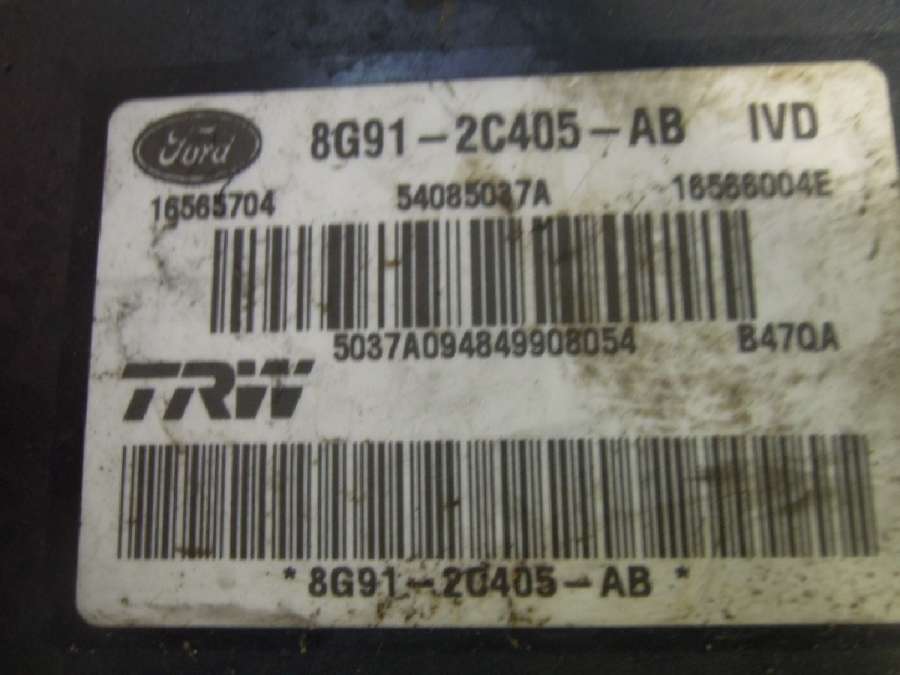 Ford 8G91-2C405-AB IVD
16565704 54085037A 16566004E
5037A094849908054 B47QA
TRW
*8G91-2C405-AB*